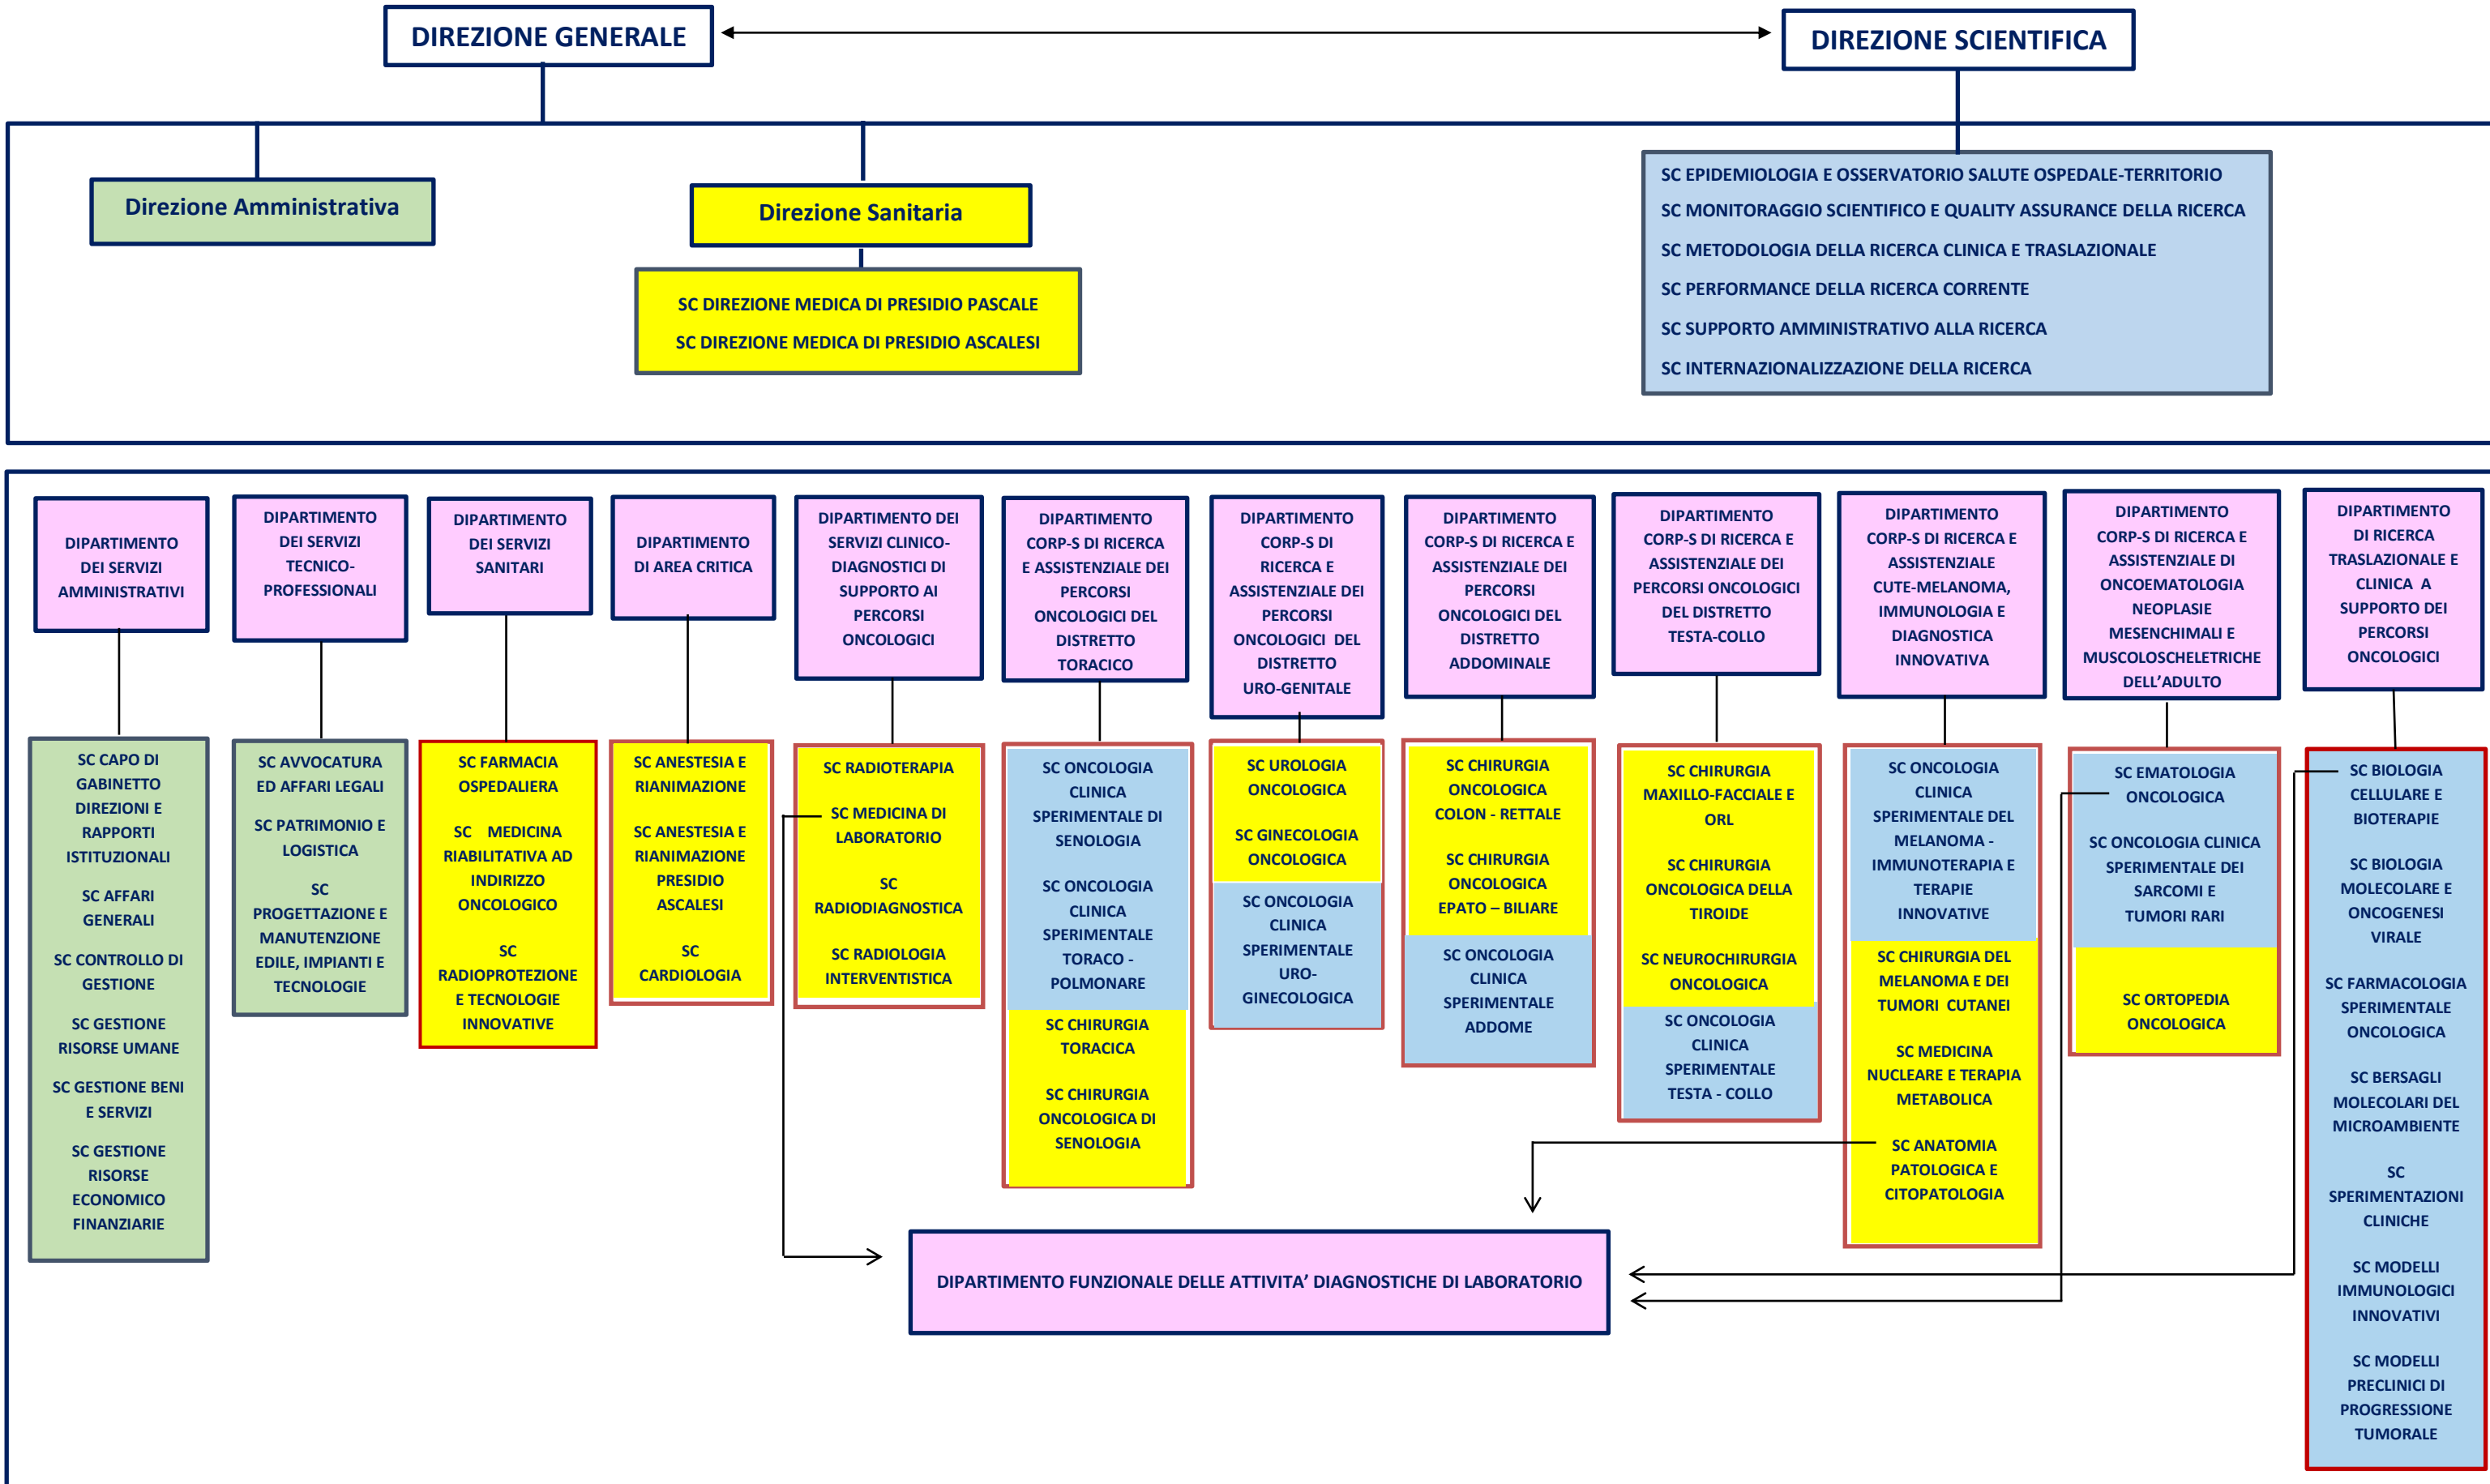 DIREZIONE GENERALE
DIREZIONE SCIENTIFICA
Direzione Amministrativa
Direzione Sanitaria
SC DIREZIONE MEDICA DI PRESIDIO PASCALE
SC DIREZIONE MEDICA DI PRESIDIO ASCALESI
SC EPIDEMIOLOGIA E OSSERVATORIO SALUTE OSPEDALE-TERRITORIO
SC MONITORAGGIO SCIENTIFICO E QUALITY ASSURANCE DELLA RICERCA
SC METODOLOGIA DELLA RICERCA CLINICA E TRASLAZIONALE
SC PERFORMANCE DELLA RICERCA CORRENTE
SC SUPPORTO AMMINISTRATIVO ALLA RICERCA
SC INTERNAZIONALIZZAZIONE DELLA RICERCA
DIPARTIMENTO
DEI SERVIZI
AMMINISTRATIVI
DIPARTIMENTO
DEI SERVIZI
TECNICO-
PROFESSIONALI
DIPARTIMENTO
DEI SERVIZI
SANITARI
DIPARTIMENTO
DI AREA CRITICA
DIPARTIMENTO DEI
SERVIZI CLINICO-
DIAGNOSTICI DI
SUPPORTO AI
PERCORSI
ONCOLOGICI
DIPARTIMENTO
CORP-S DI RICERCA
E ASSISTENZIALE DEI
PERCORSI
ONCOLOGICI DEL
DISTRETTO
TORACICO
DIPARTIMENTO
CORP-S DI
RICERCA E
ASSISTENZIALE DEI
PERCORSI
ONCOLOGICI DEL
DISTRETTO
URO-GENITALE
DIPARTIMENTO
CORP-S DI RICERCA E
ASSISTENZIALE DEI
PERCORSI
ONCOLOGICI DEL
DISTRETTO
ADDOMINALE
DIPARTIMENTO
CORP-S DI RICERCA E
ASSISTENZIALE DEI
PERCORSI ONCOLOGICI
DEL DISTRETTO
TESTA-COLLO
DIPARTIMENTO
CORP-S DI RICERCA E
ASSISTENZIALE
CUTE-MELANOMA,
IMMUNOLOGIA E
DIAGNOSTICA
INNOVATIVA
DIPARTIMENTO
CORP-S DI RICERCA E
ASSISTENZIALE DI
ONCOEMATOLOGIA
NEOPLASIE
MESENCHIMALI E
MUSCOLOSCHELETRICHE
DELL’ADULTO
DIPARTIMENTO
DI RICERCA
TRASLAZIONALE E
CLINICA A
SUPPORTO DEI
PERCORSI
ONCOLOGICI
SC CAPO DI
GABINETTO
DIREZIONI E
RAPPORTI
ISTITUZIONALI
SC AFFARI
GENERALI
SC CONTROLLO DI
GESTIONE
SC GESTIONE
RISORSE UMANE
SC GESTIONE BENI
E SERVIZI
SC GESTIONE
RISORSE
ECONOMICO
FINANZIARIE
SC AVVOCATURA
ED AFFARI LEGALI
SC PATRIMONIO E
LOGISTICA
SC
PROGETTAZIONE E
MANUTENZIONE
EDILE, IMPIANTI E
TECNOLOGIE
SC FARMACIA
OSPEDALIERA
SC MEDICINA
RIABILITATIVA AD
INDIRIZZO
ONCOLOGICO
SC
RADIOPROTEZIONE
E TECNOLOGIE
INNOVATIVE
SC ANESTESIA E
RIANIMAZIONE
SC ANESTESIA E
RIANIMAZIONE
PRESIDIO
ASCALESI
SC
CARDIOLOGIA
SC RADIOTERAPIA
SC MEDICINA DI
LABORATORIO
SC
RADIODIAGNOSTICA
SC RADIOLOGIA
INTERVENTISTICA
SC ONCOLOGIA
CLINICA
SPERIMENTALE DI
SENOLOGIA
SC ONCOLOGIA
CLINICA
SPERIMENTALE
TORACO -
POLMONARE
SC CHIRURGIA
TORACICA
SC CHIRURGIA
ONCOLOGICA DI
SENOLOGIA
SC UROLOGIA
ONCOLOGICA
SC GINECOLOGIA
ONCOLOGICA
SC ONCOLOGIA
CLINICA
SPERIMENTALE
URO-
GINECOLOGICA
SC CHIRURGIA
ONCOLOGICA
COLON - RETTALE
SC CHIRURGIA
ONCOLOGICA
EPATO – BILIARE
SC ONCOLOGIA
CLINICA
SPERIMENTALE
ADDOME
SC CHIRURGIA
MAXILLO-FACCIALE E
ORL
SC CHIRURGIA
ONCOLOGICA DELLA
TIROIDE
SC NEUROCHIRURGIA
ONCOLOGICA
SC ONCOLOGIA
CLINICA
SPERIMENTALE
TESTA - COLLO
SC ONCOLOGIA
CLINICA
SPERIMENTALE DEL
MELANOMA -
IMMUNOTERAPIA E
TERAPIE
INNOVATIVE
SC CHIRURGIA DEL
MELANOMA E DEI
TUMORI CUTANEI
SC MEDICINA
NUCLEARE E TERAPIA
METABOLICA
SC ANATOMIA
PATOLOGICA E
CITOPATOLOGIA
SC EMATOLOGIA
ONCOLOGICA
SC ONCOLOGIA CLINICA
SPERIMENTALE DEI
SARCOMI E
TUMORI RARI
SC ORTOPEDIA
ONCOLOGICA
SC BIOLOGIA
CELLULARE E
BIOTERAPIE
SC BIOLOGIA
MOLECOLARE E
ONCOGENESI
VIRALE
SC FARMACOLOGIA
SPERIMENTALE
ONCOLOGICA
SC BERSAGLI
MOLECOLARI DEL
MICROAMBIENTE
SC
SPERIMENTAZIONI
CLINICHE
SC MODELLI
IMMUNOLOGICI
INNOVATIVI
SC MODELLI
PRECLINICI DI
PROGRESSIONE
TUMORALE
DIPARTIMENTO FUNZIONALE DELLE ATTIVITA’ DIAGNOSTICHE DI LABORATORIO